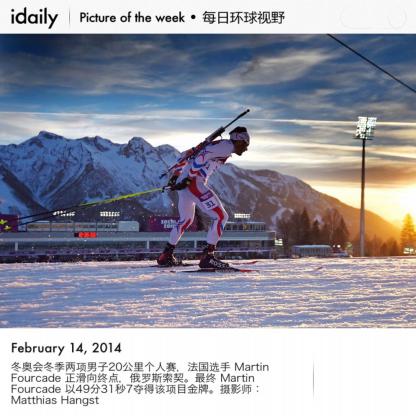 idaily Picture of the week • 每日环球视野
February 14, 2014
冬奥会冬季两项男子20公里个人赛，法国选手 Martin
Fourcade 正滑向终点，俄罗斯索契。最终 Martin
Fourcade 以49分31秒7夺得该项目金牌。摄影师：
Matthias Hangst